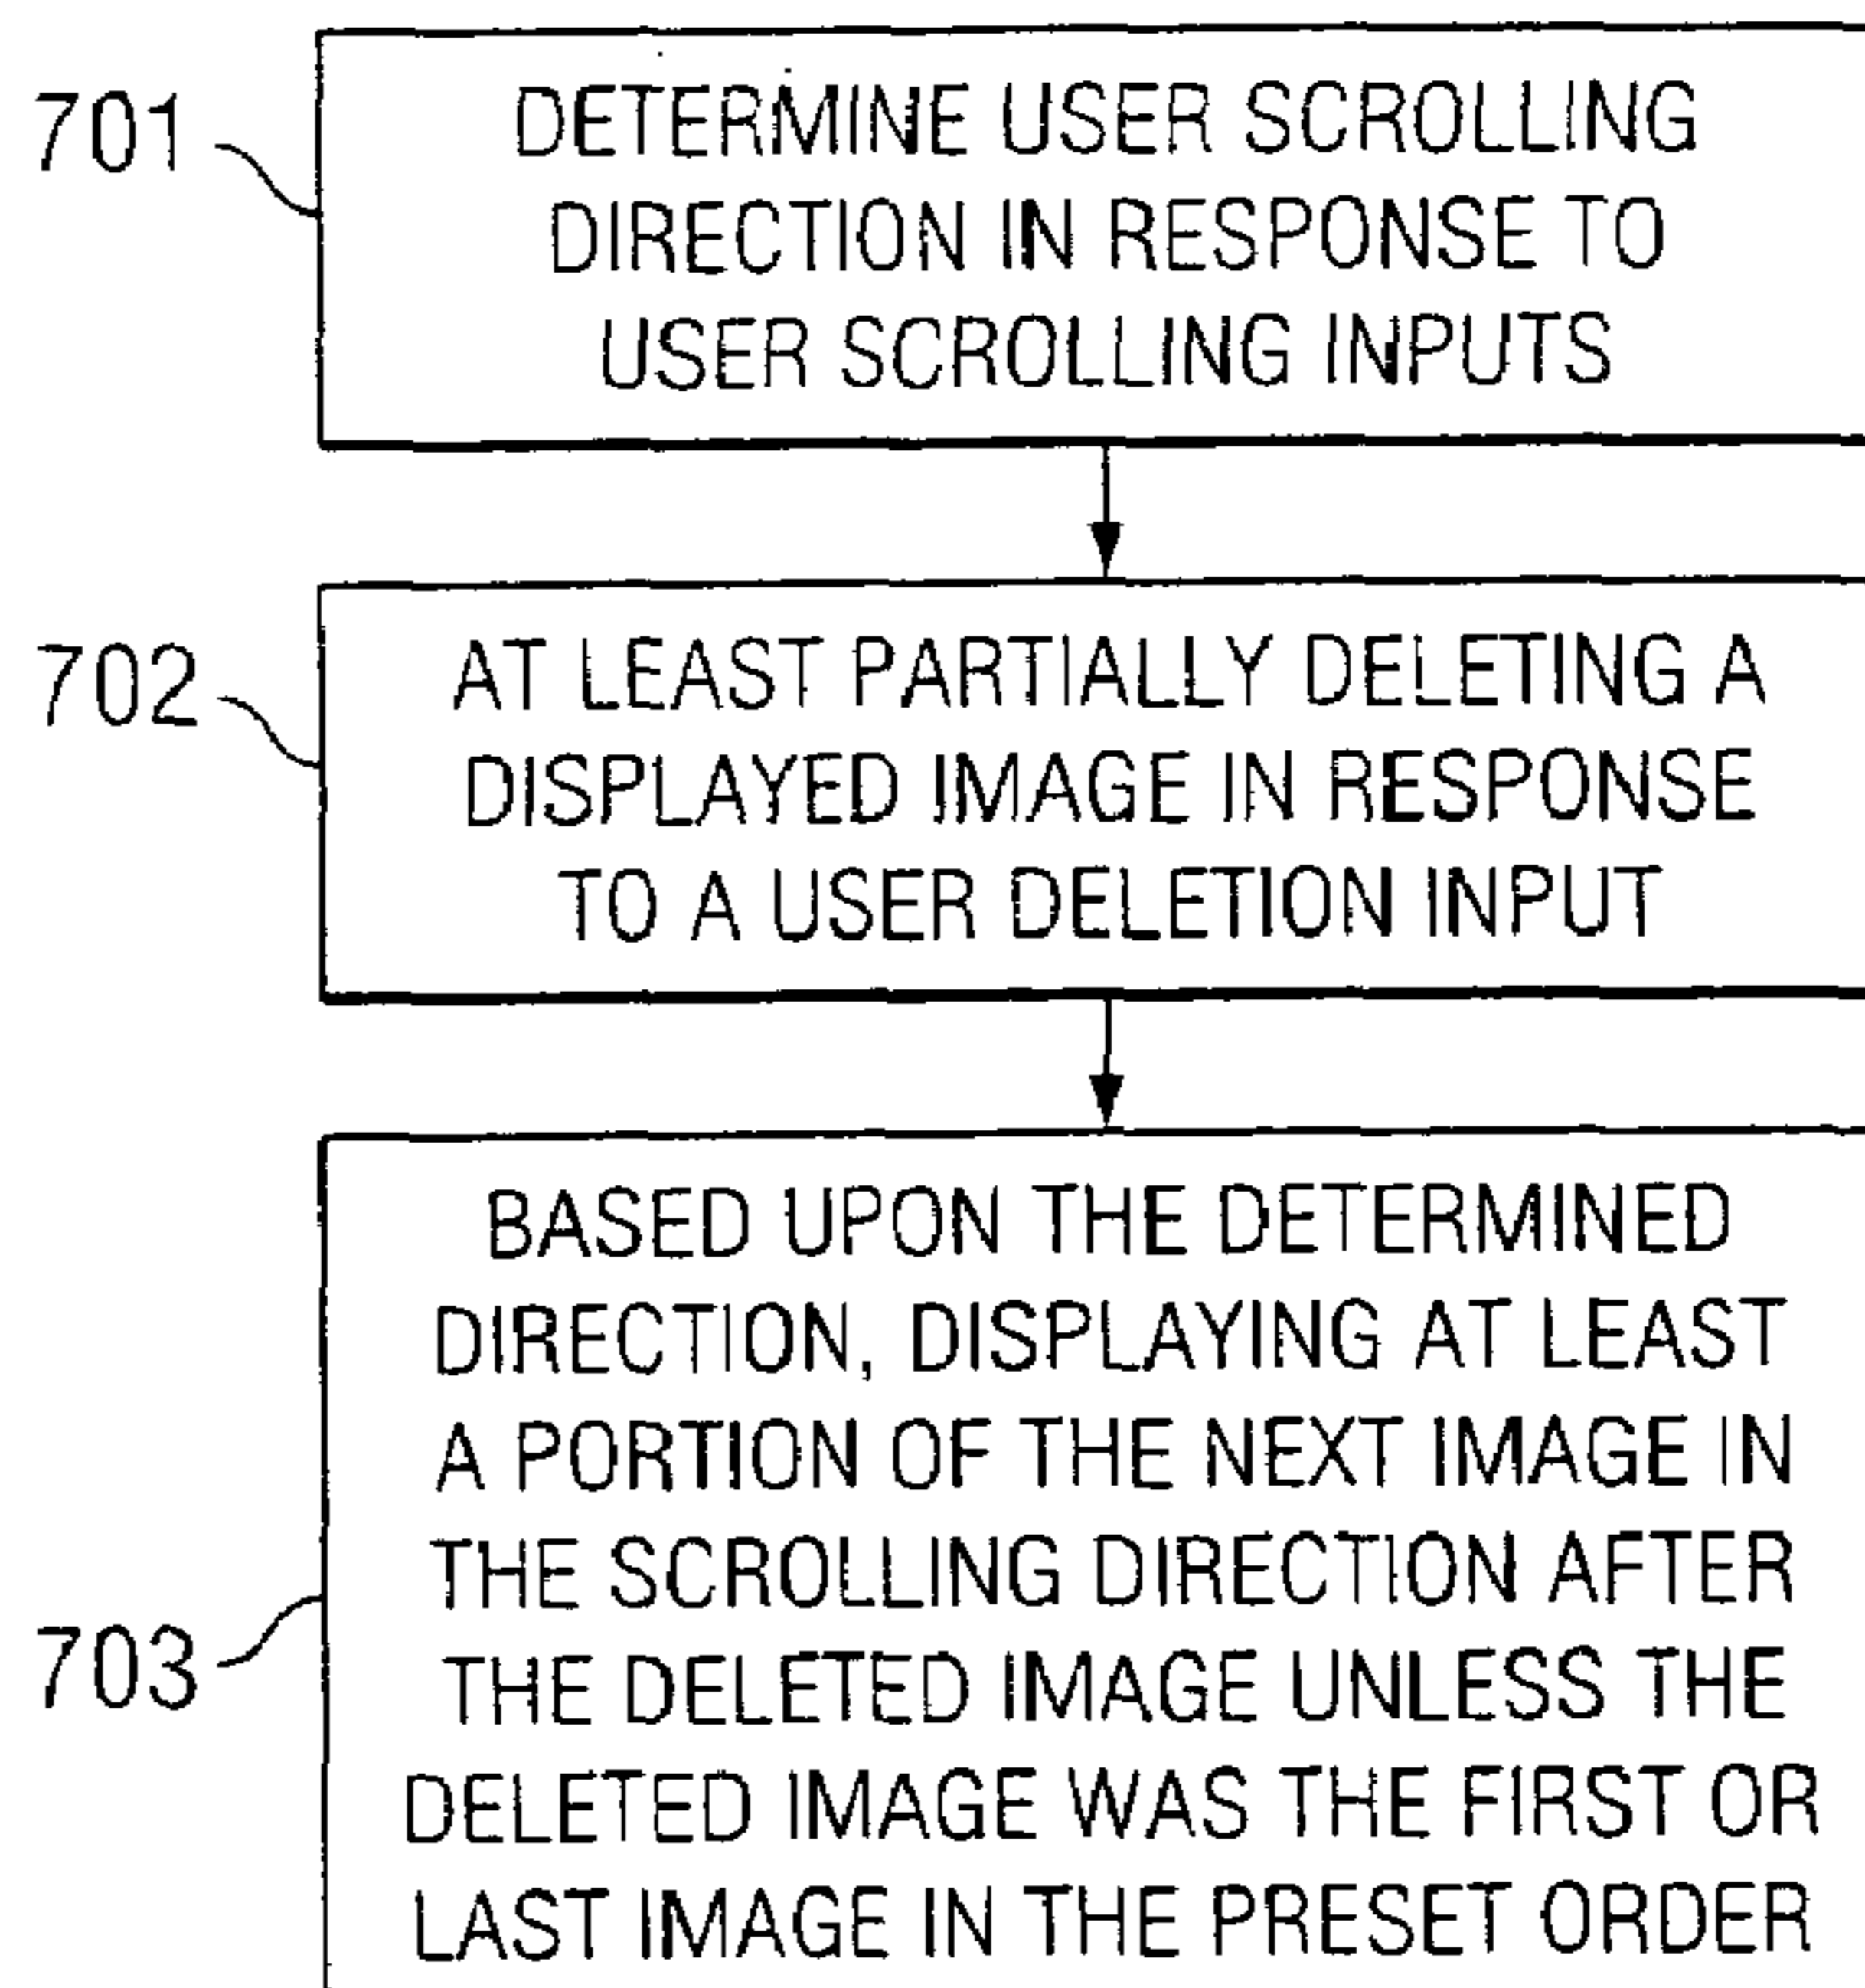 701
DETERMINE USER SCROLLING
DIRECTION IN RESPONSE TO
USER SCROLLING INPUTS
702
AT LEAST PARTIALLY DELETING A
DISPLAYED IMAGE IN RESPONSE
TO A USER DELETION INPUT
703
BASED UPON THE DETERMINED
DIRECTION, DISPLAYING AT LEAST
A PORTION OF THE NEXT IMAGE IN
THE SCROLLING DIRECTION AFTER
THE DELETED IMAGE UNLESS THE
DELETED IMAGE WAS THE FIRST OR
LAST IMAGE IN THE PRESET ORDER